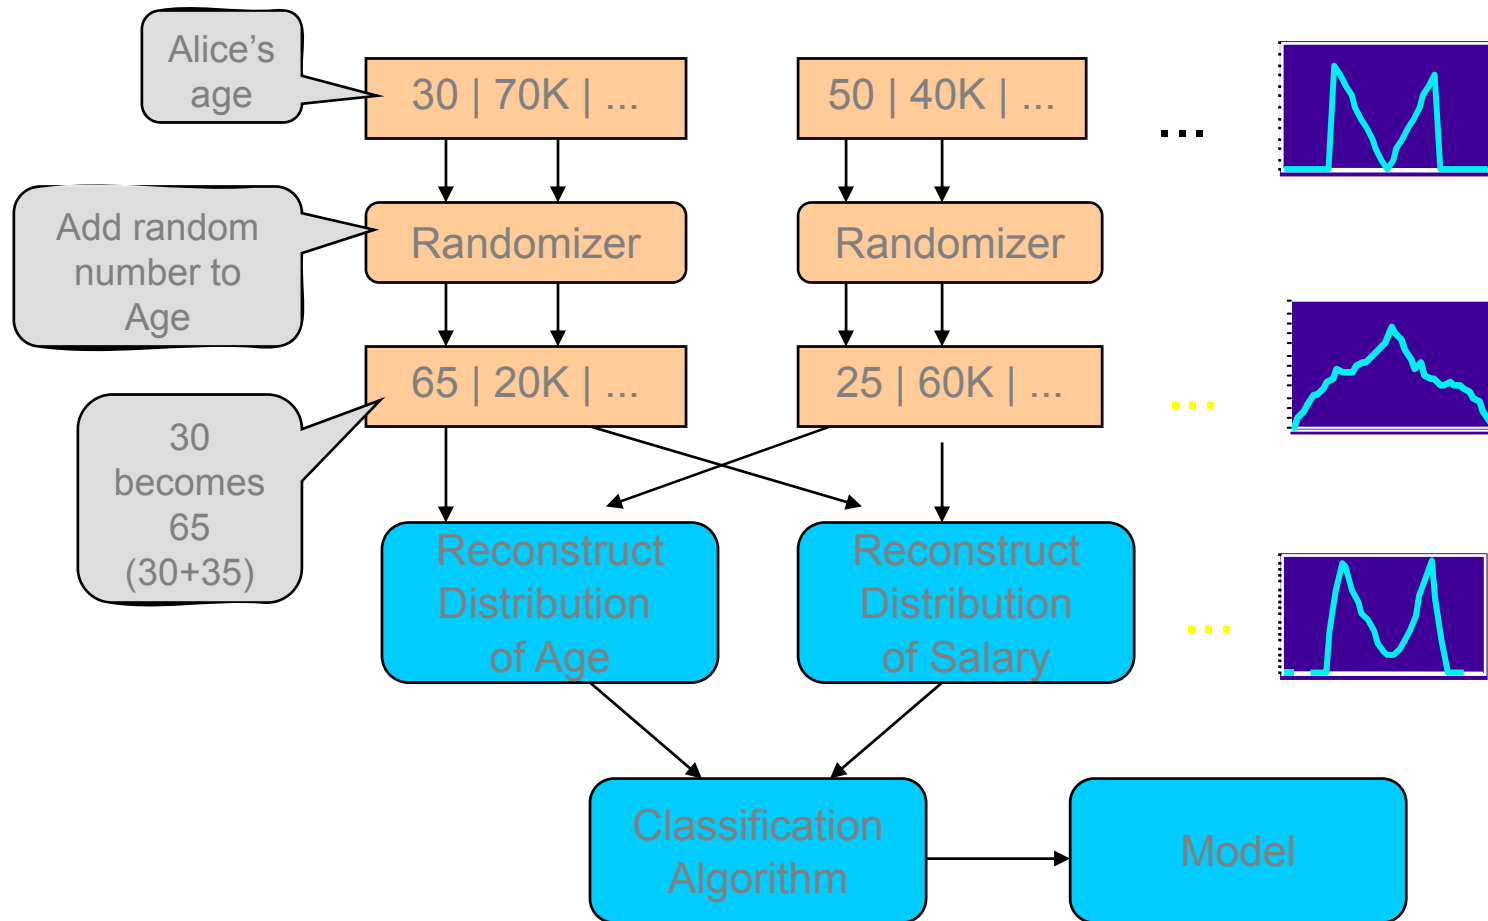 Alice’s
age
30 | 70K | ...
50 | 40K | ...
...
Add random
number to
Age
Randomizer
Randomizer
65 | 20K | ...
25 | 60K | ...
...
30
becomes
65
(30+35)
Reconstruct
Distribution
of Age
Reconstruct
Distribution
of Salary
...
Classification
Algorithm
Model